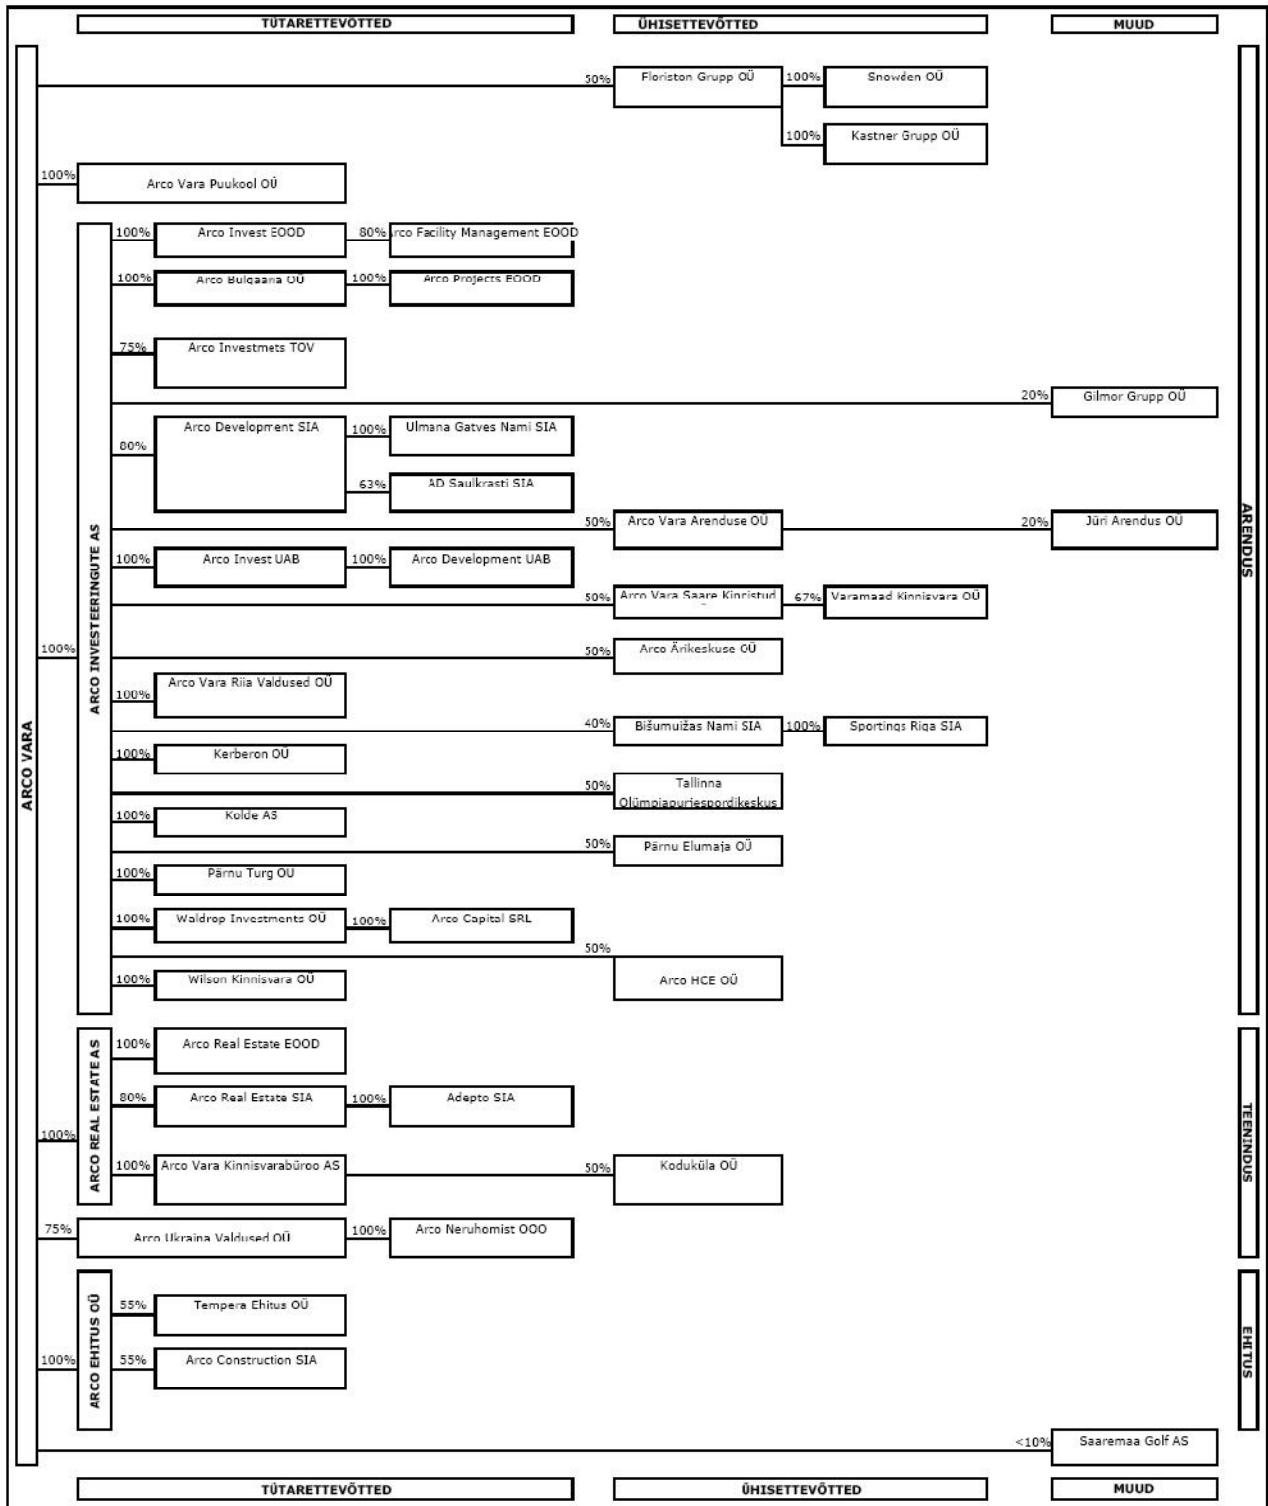 TÜTARETTEVÕTTED ÜHISETTEVÕTTED MUUD
50% Floriston Grupp OÜ 100% Snowden OÜ
100% Kastner Grupp OÜ
100% Arco Vara Puukool OÜ
100% Arco Invest EOOD 80% Arco Facility Management EOOD
100% Arco Bulgaaria OÜ 100% Arco Projects EOOD
75% Arco Investmets TOV
20% Gilmor Grupp OÜ
80% Arco Development SIA 100% Ulmana Gatves Nami SIA
63% AD Saulkrasti SIA
50% Arco Vara Arenduse OÜ 20% Jüri Arendus OÜ
100% Arco Invest UAB 100% Arco Development UAB
50% Arco Vara Saare Kinnistud 67% Varamaad Kinnisvara OÜ
100% ARCO INVESTEERINGUTE AS 50% Arco Ärikeskuse OÜ
ARENDUS
100% Arco Vara Riia Valdused OÜ
40% Bišumuižas Nami SIA 100% Sportings Riga SIA
ARCO VARA
100% Kerberon OÜ
50% Tallinna
Olümpiapurjespordikeskus
100% Kolde AS
50% Pärnu Elumaja OÜ
100% Pärnu Turg OÜ
100% Waldrop Investments OÜ 100% Arco Capital SRL
50% Arco HCE OÜ
100% Wilson Kinnisvara OÜ
100% Arco Real Estate EOOD
80% Arco Real Estate SIA 100% Adepto SIA
100% ARCO REAL ESTATE AS
TEENINDUS
100% Arco Vara Kinnisvarabüroo AS 50% Koduküla OÜ
75% Arco Ukraina Valdused OÜ 100% Arco Neruhomist OOO
55% Tempera Ehitus OÜ
100% ARCO EHITUS OÜ 55% Arco Construction SIA
EHITUS
<10% Saaremaa Golf AS
TÜTARETTEVÕTTED ÜHISETTEVÕTTED MUUD